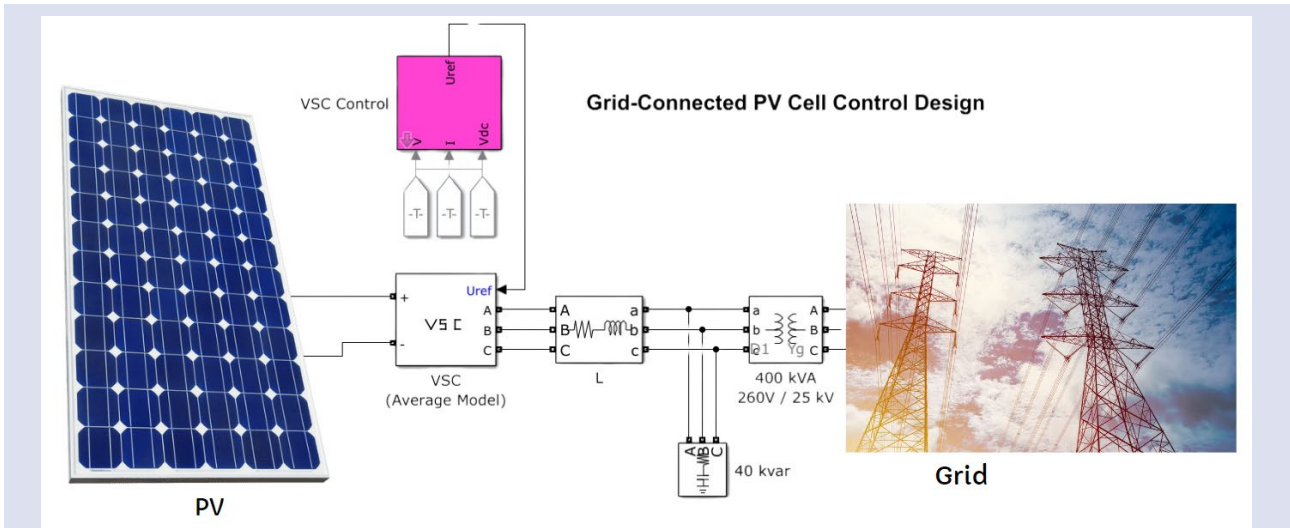 Uref
VSC Control
Grid-Connected PV Cell Control Design
V
I
Vdc
-T-
-T-
-T-
+
-
Uref
VSC
A
B
C
VSC
(Average Model)
A
B
C
a
b
c
L
a
b
c
A
B
C
D1 Yg
400 kVA
260V / 25 kV
A
B
C
40 kvar
PV
Grid